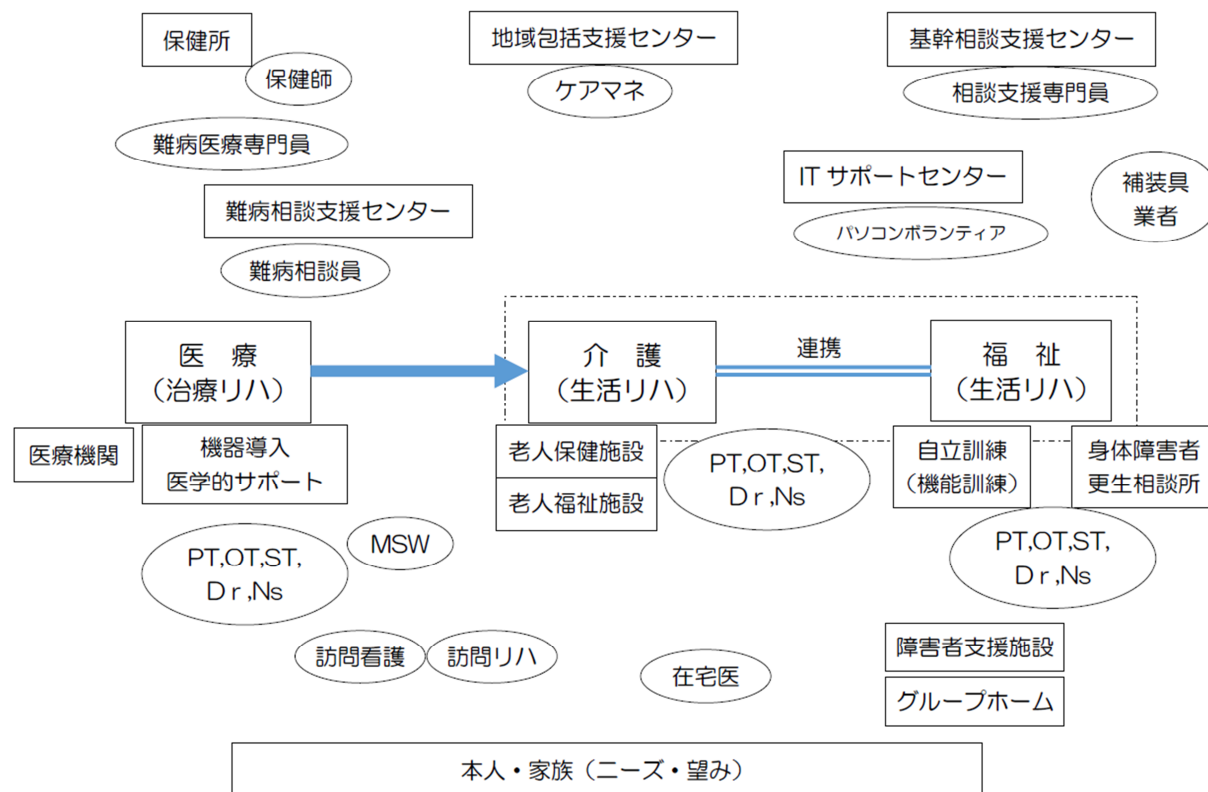 保健所
保健師
難病医療専門員
難病相談支援センター
難病相談員
地域包括支援センター
ケアマネ
基幹相談支援センター
相談支援専門員
ITサポートセンター
パソコンボランティア
補装具
業者
医　療
（治療リハ）
介　護
（生活リハ）
連携
福　祉
（生活リハ）
医療機関
機器導入
医学的サポート
老人保健施設
老人福祉施設
PT,OT,ST,
Dr,Ns
自立訓練
（機能訓練）
身体障害者
更生相談所
PT,OT,ST,
Dr,Ns
MSW
PT,OT,ST,
Dr,Ns
訪問看護
訪問リハ
在宅医
障害者支援施設
グループホーム
本人・家族（ニーズ・望み）